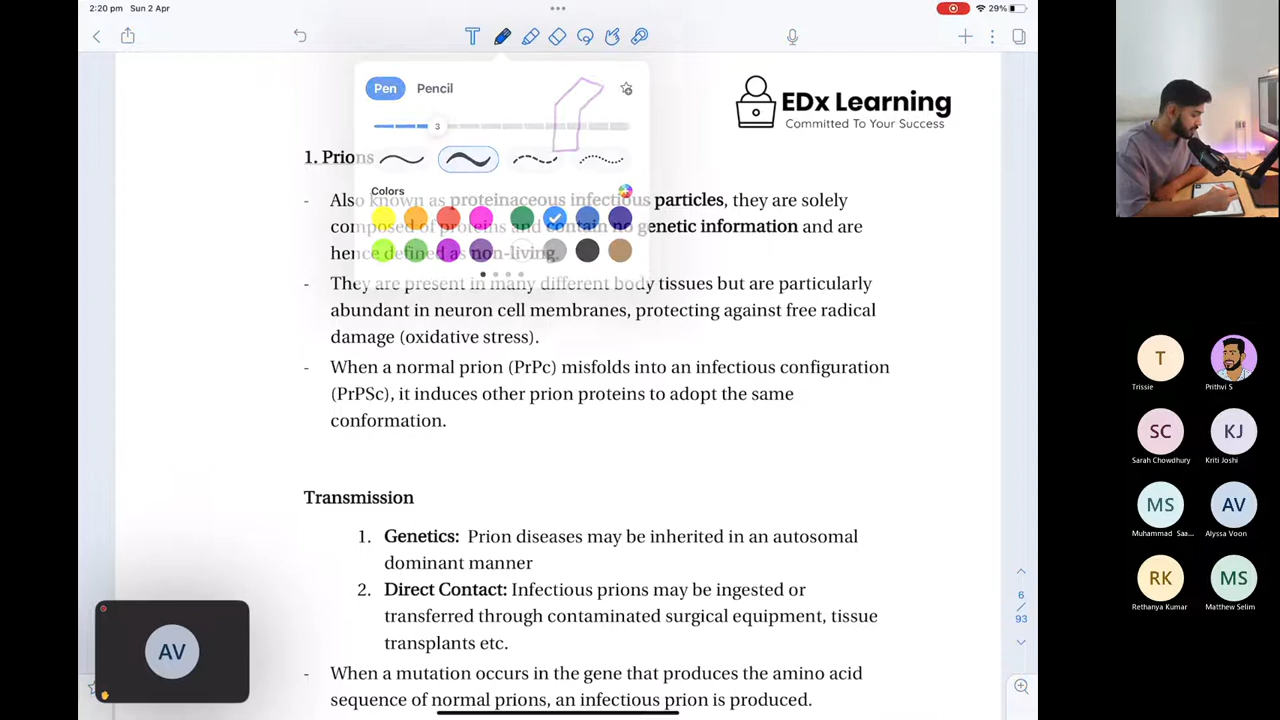 2:20 pm Sun 2 Apr
29%
T
Pen
Pencil
3
EDx Learning
Committed To Your Success
1. Prions
Colors
- Also known as proteinaceous infectious particles, they are solely
composed of proteins and contain no genetic information and are
hence defined as non-living.
- They are present in many different body tissues but are particularly
abundant in neuron cell membranes, protecting against free radical
damage (oxidative stress).
- When a normal prion (PrPc) misfolds into an infectious configuration
(PrPSc), it induces other prion proteins to adopt the same
conformation.
Transmission
1. Genetics: Prion diseases may be inherited in an autosomal
dominant manner
2. Direct Contact: Infectious prions may be ingested or
transferred through contaminated surgical equipment, tissue
transplants etc.
- When a mutation occurs in the gene that produces the amino acid
sequence of normal prions, an infectious prion is produced.
6
/
93
AV
T
Trissie
Prithvi S
SC
Sarah Chowdhury
KJ
Kriti Joshi
MS
Muhammad Saa...
AV
Alyssa Voon
RK
Rethanya Kumar
MS
Matthew Selim